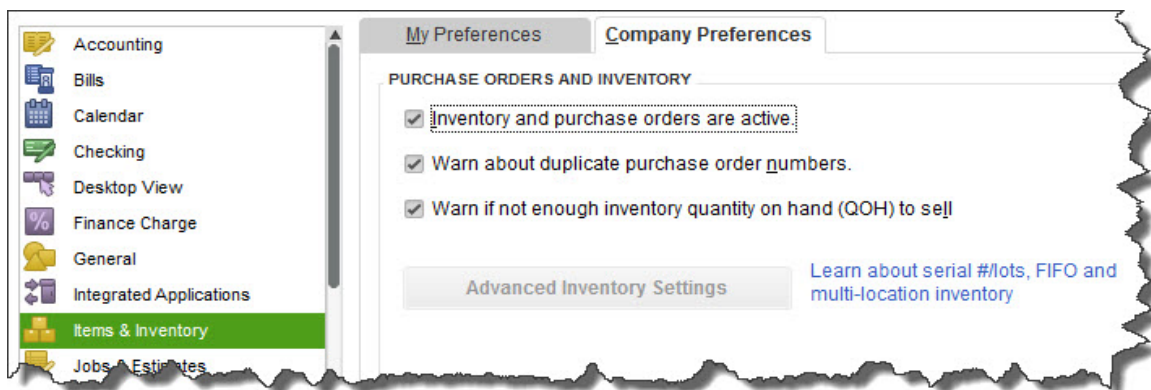 Accounting
Bills
Calendar
Checking
Desktop View
% Finance Charge
General
Integrated Applications
Items & Inventory
Jobs & Estimates
My Preferences
Company Preferences
PURCHASE ORDERS AND INVENTORY
Inventory and purchase orders are active.
Warn about duplicate purchase order numbers.
Warn if not enough inventory quantity on hand (QOH) to sell
Advanced Inventory Settings
Learn about serial #/lots, FIFO and
multi-location inventory